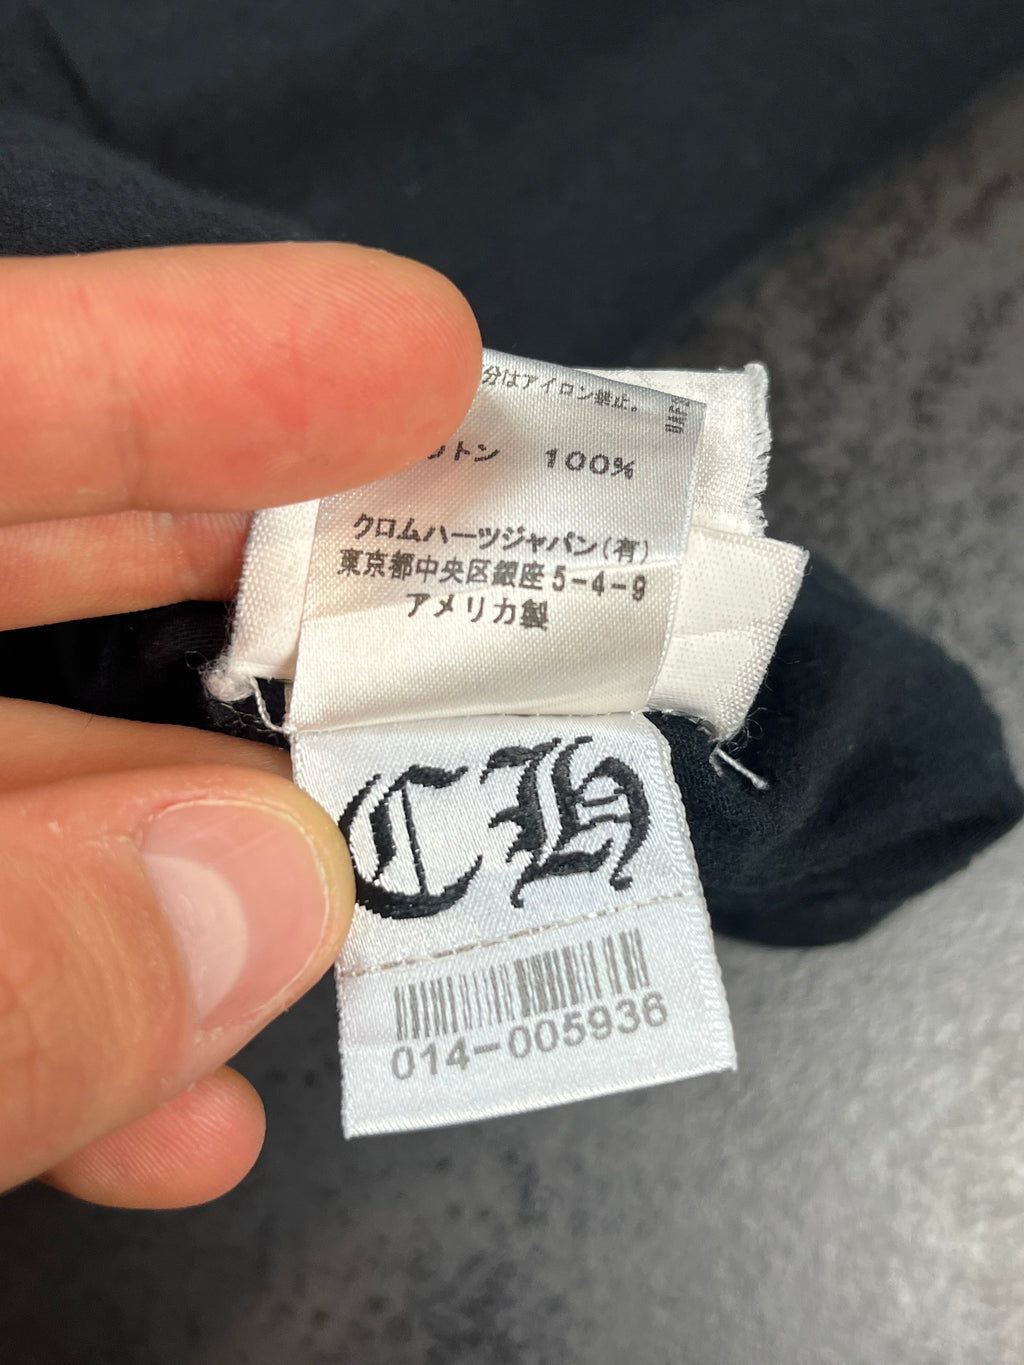 分はアイロン禁止。
トン 100%
クロムハーツジャパン(有)
東京都中央区銀座5-4-9
アメリカ製
CH
014-005936